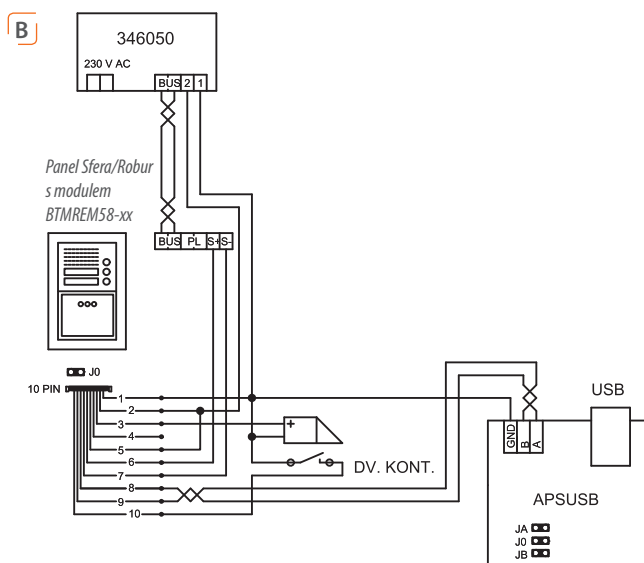 B
346050
230 V AC
BUS 2 1
Panel Sfera/Robur
s modulem
BTMREM58-xx
BUS PL S+ S-
J0
10 PIN
1
2
3
4
5
6
7
8
9
10
+
DV. KONT.
GND
B
A
USB
APSUSB
JA
J0
JB